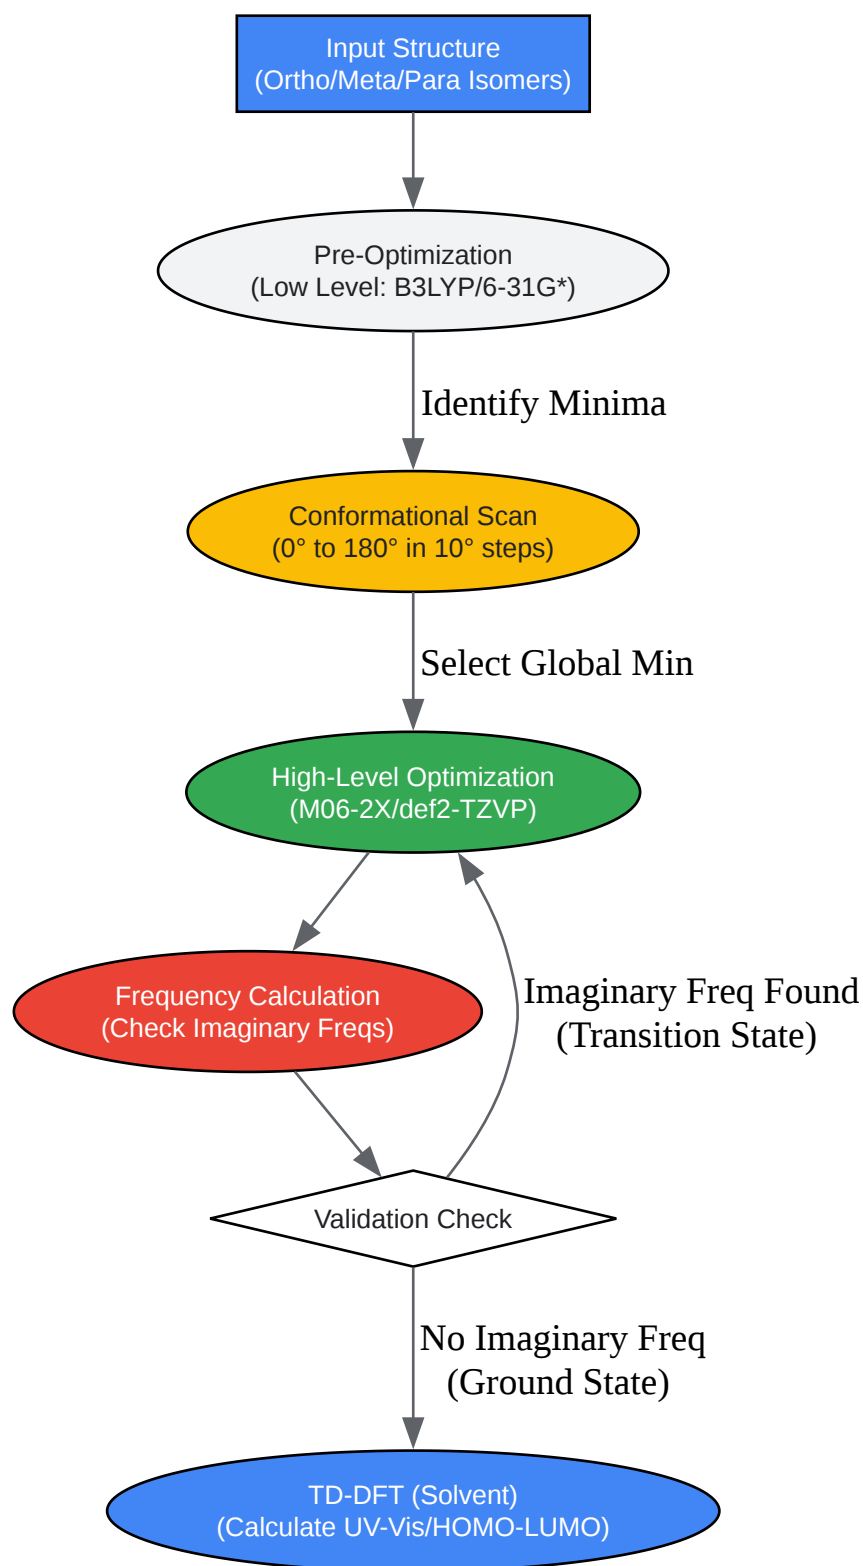 Input Structure
(Ortho/Meta/Para Isomers)
Pre-Optimization
(Low Level: B3LYP/6-31G*)
Identify Minima
Conformational Scan
(0° to 180° in 10° steps)
Select Global Min
High-Level Optimization
(M06-2X/def2-TZVP)
Frequency Calculation
(Check Imaginary Freqs)
Imaginary Freq Found
(Transition State)
Validation Check
No Imaginary Freq
(Ground State)
TD-DFT (Solvent)
(Calculate UV-Vis/HOMO-LUMO)